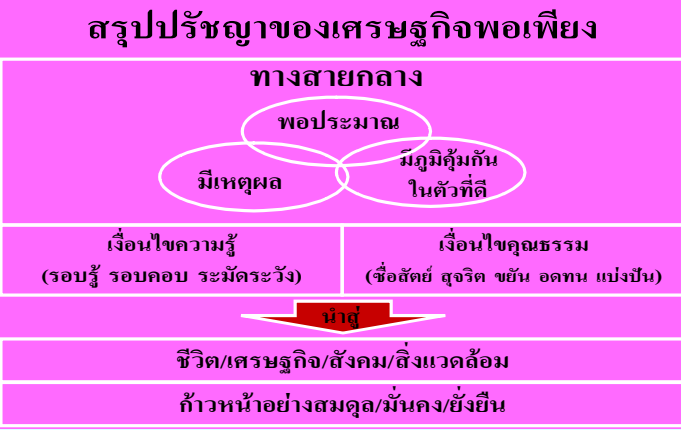 สรุปปรัชญาของเศรษฐกิจพอเพียง
ทางสายกลาง
พอประมาณ
มีเหตุผล
มีภูมิคุ้มกัน
ในตัวที่ดี
เงื่อนไขความรู้
(รอบรู้ รอบคอบ ระมัดระวัง)
เงื่อนไขคุณธรรม
(ซื่อสัตย์ สุจริต ขยัน อดทน แบ่งปัน)
นำสู่
ชีวิต/เศรษฐกิจ/สังคม/สิ่งแวดล้อม
ก้าวหน้าอย่างสมดุล/มั่นคง/ยั่งยืน